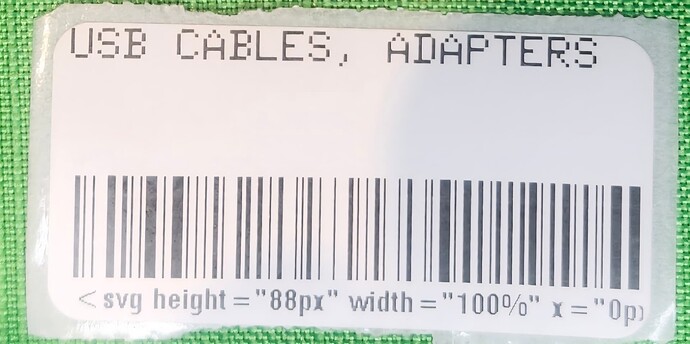 USB CABLES, ADAPTERS
<svg height="88px" width="100%" x="0p